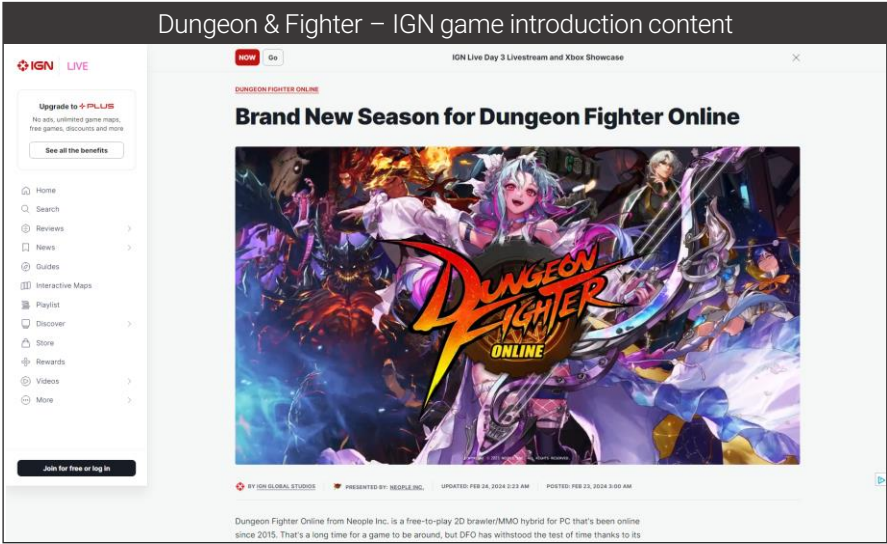 Dungeon & Fighter – IGN game introduction content
IGN LIVE
NOW Go
IGN Live Day 3 Livestream and Xbox Showcase
Upgrade to PLUS
No ads, unlimited game maps,
free games, discounts and more
See all the benefits
Home
Search
Reviews
News
Guides
Interactive Maps
Playlist
Discover
Store
Rewards
Videos
More
Join for free or log in
DUNGEON FIGHTER ONLINE
Brand New Season for Dungeon Fighter Online
DUNGEON
FIGHTER
ONLINE
BY IGN GLOBAL STUDIOS PRESENTED BY: NEOPLE INC. UPDATED: FEB 24, 2024 2:23 AM POSTED: FEB 23, 2024 3:00 AM
Dungeon Fighter Online from Neople Inc. is a free-to-play 2D brawler/MMO hybrid for PC that's been online
since 2015. That's a long time for a game to be around, but DFO has withstood the test of time thanks to its